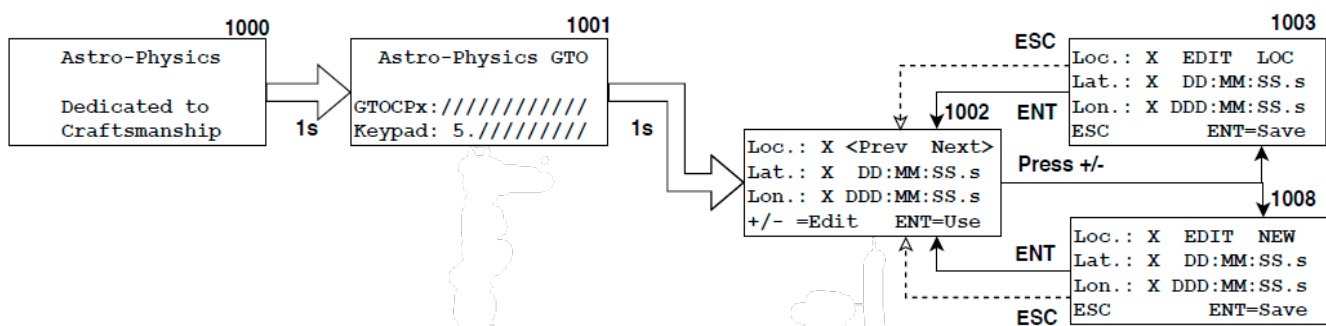 1000
Astro-Physics
Dedicated to
Craftsmanship
1s
1001
Astro-Physics GTO
GTOCPx:////////////
Keypad: 5./////////
1s
1002
Loc.: X <Prev Next>
Lat.: X DD:MM:SS.s
Lon.: X DDD:MM:SS.s
+/- =Edit ENT=Use
ESC
ENT
Press +/-
ENT
ESC
1003
Loc.: X EDIT LOC
Lat.: X DD:MM:SS.s
Lon.: X DDD:MM:SS.s
ESC ENT=Save
1008
Loc.: X EDIT NEW
Lat.: X DD:MM:SS.s
Lon.: X DDD:MM:SS.s
ESC ENT=Save